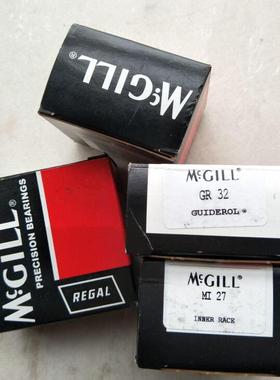 McGILL®
McGILL®
PRECISION BEARINGS
REGAL
McGILL®
GR 32
GUIDEROL®
McGILL®
MI 27
INNER RACE